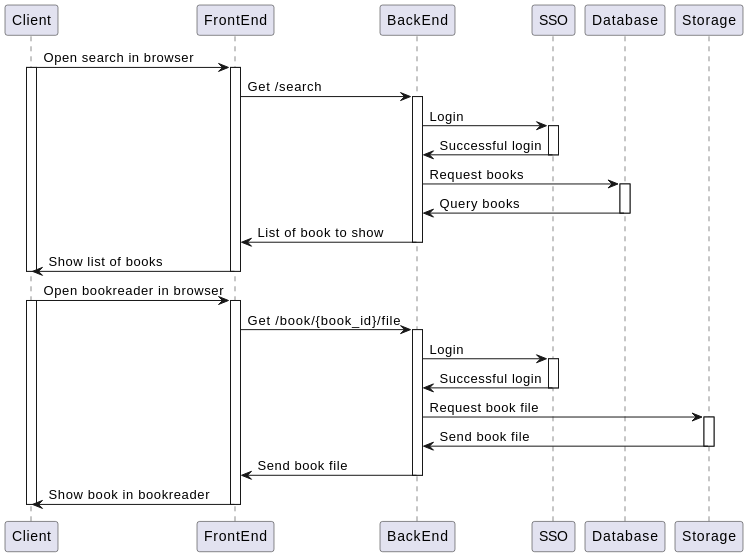 Client FrontEnd BackEnd SSO Database Storage
Open search in browser
Get /search
Login
Successful login
Request books
Query books
List of book to show
Show list of books
Open bookreader in browser
Get /book/{book_id}/file
Login
Successful login
Request book file
Send book file
Send book file
Show book in bookreader
Client FrontEnd BackEnd SSO Database Storage